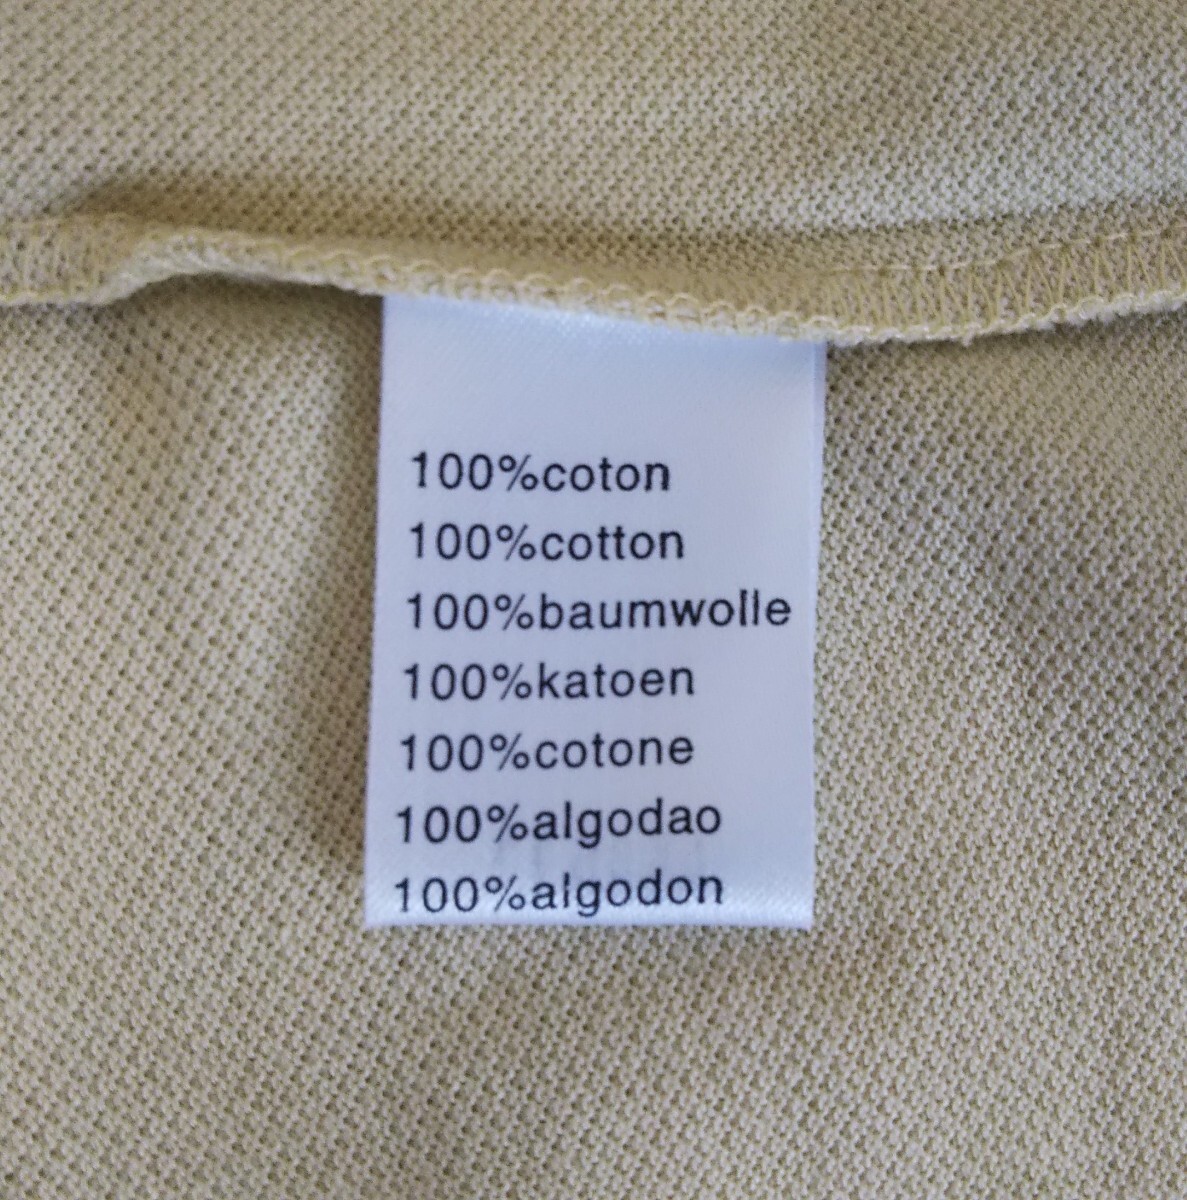 100%coton
100%cotton
100%baumwolle
100%katoen
100%cotone
100%algodao
100%algodon